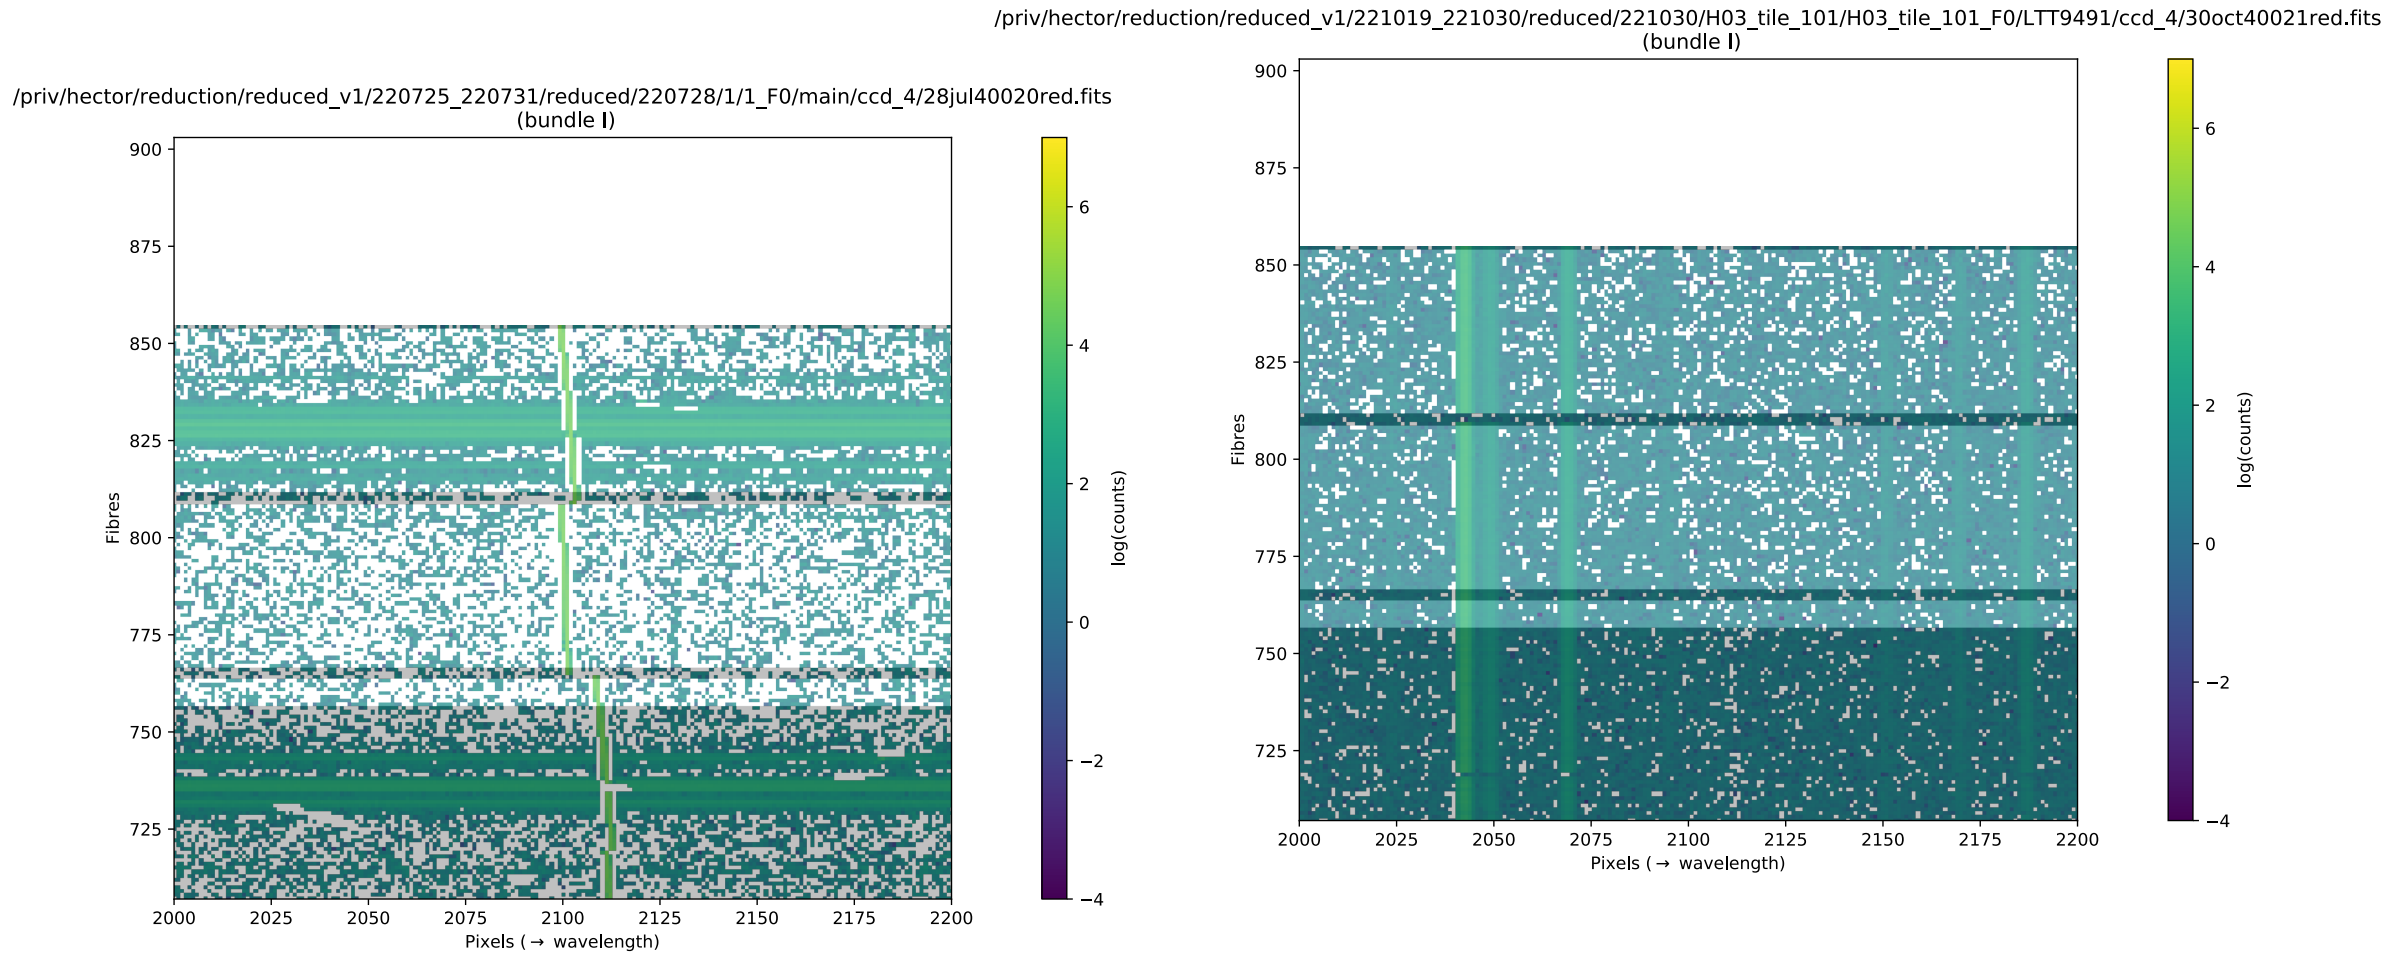 /priv/hector/reduction/reduced_v1/220725_220731/reduced/220728/1/1_F0/main/ccd_4/28jul40020red.fits
(bundle I)
900
875
850
825
800
775
750
725
Fibres
2000 2025 2050 2075 2100 2125 2150 2175 2200
Pixels (→ wavelength)
6
4
2
0
−2
−4
log(counts)
/priv/hector/reduction/reduced_v1/221019_221030/reduced/221030/H03_tile_101/H03_tile_101_F0/LTT9491/ccd_4/30oct40021red.fits
(bundle I)
900
875
850
825
800
775
750
725
Fibres
2000 2025 2050 2075 2100 2125 2150 2175 2200
Pixels (→ wavelength)
6
4
2
0
−2
−4
log(counts)